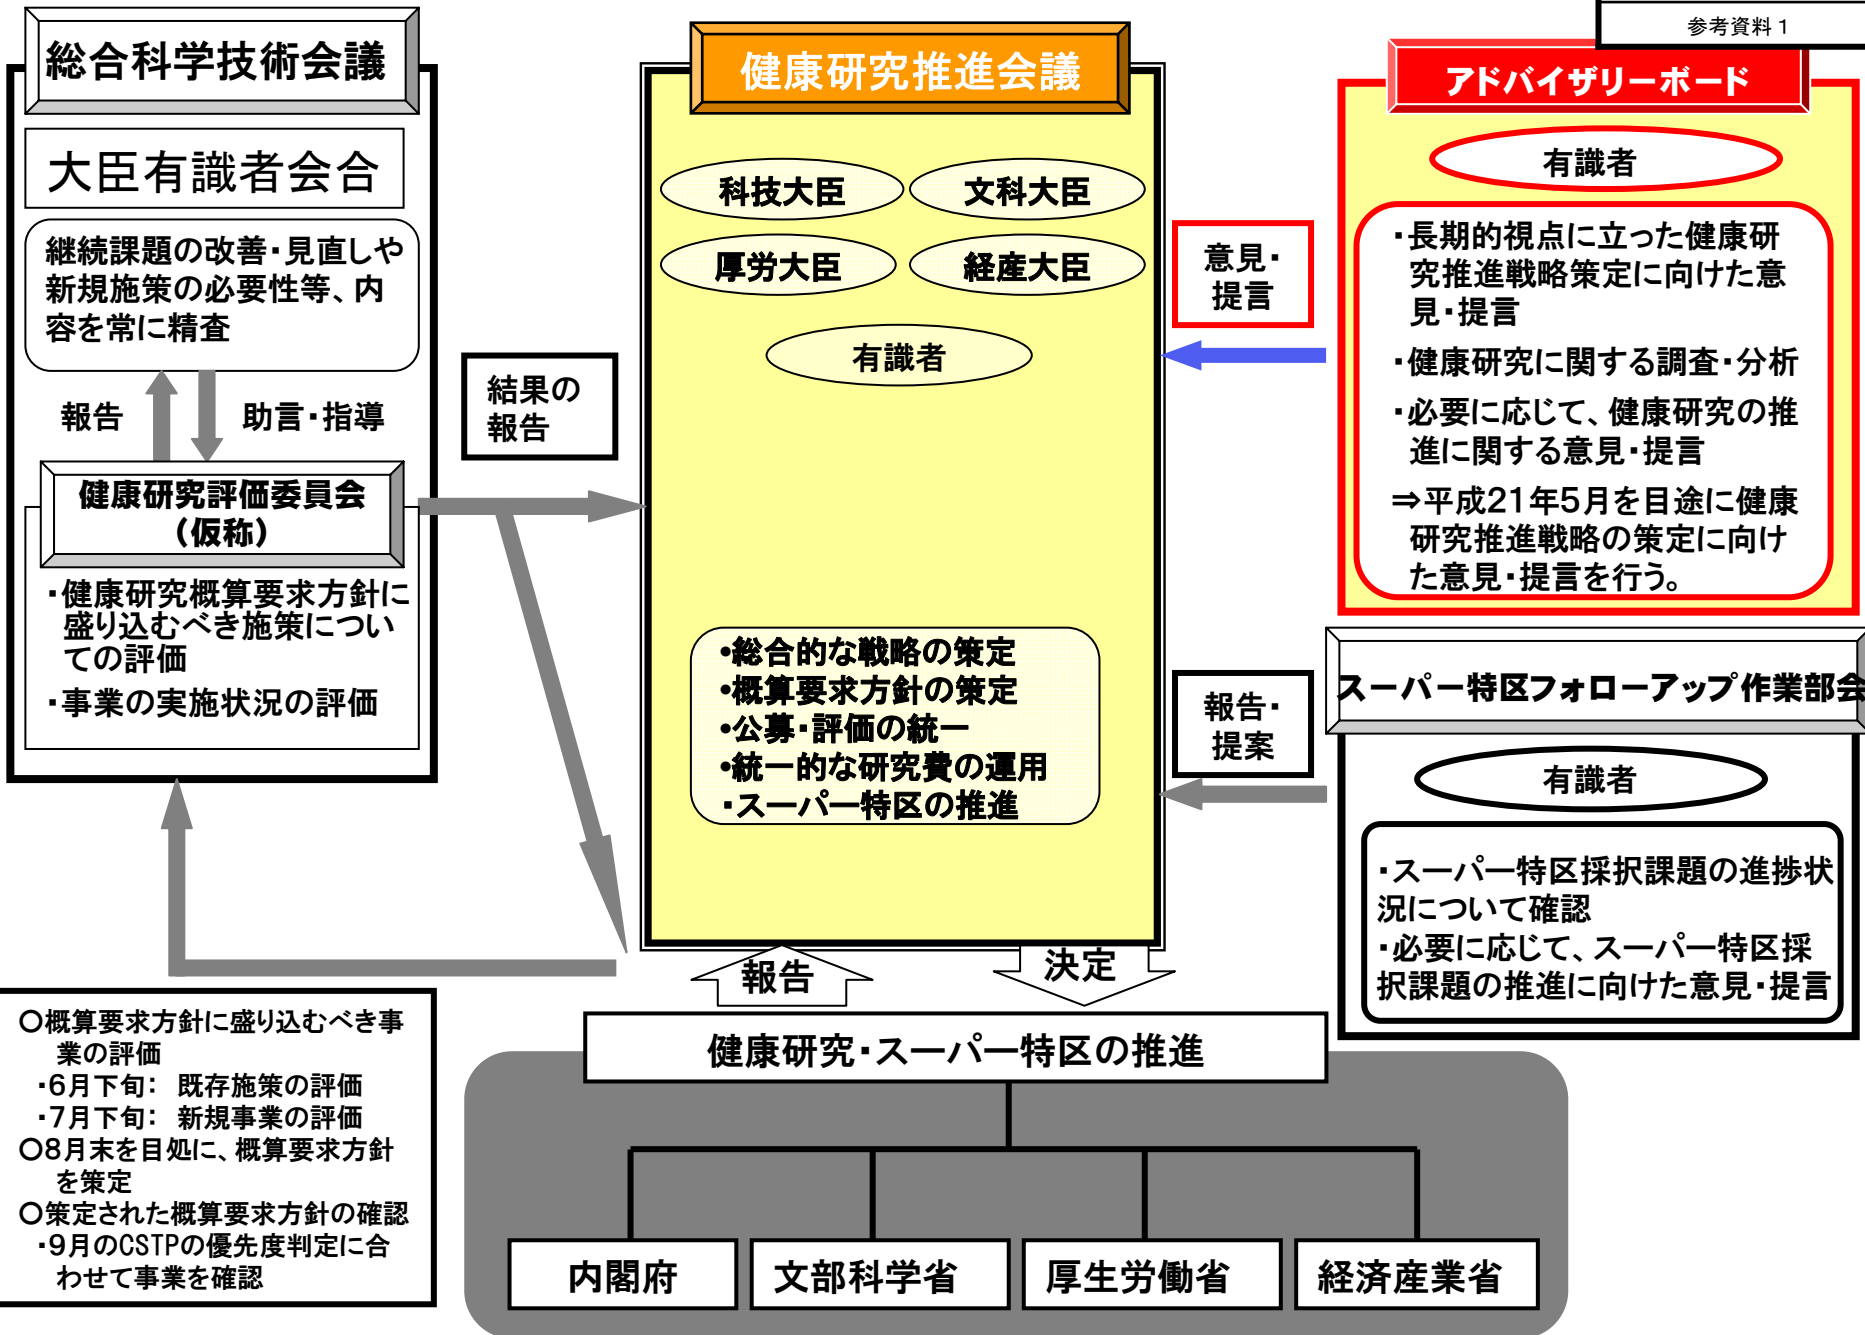 参考資料1
総合科学技術会議
大臣有識者会合
継続課題の改善・見直しや
新規施策の必要性等、内
容を常に精査
報告
助言・指導
健康研究評価委員会
(仮称)
・健康研究概算要求方針に
盛り込むべき施策につい
ての評価
・事業の実施状況の評価
結果の
報告
健康研究推進会議
科技大臣
文科大臣
厚労大臣
経産大臣
有識者
•総合的な戦略の策定
•概算要求方針の策定
•公募・評価の統一
•統一的な研究費の運用
・スーパー特区の推進
意見・
提言
アドバイザリーボード
有識者
・長期的視点に立った健康研
究推進戦略策定に向けた意
見・提言
・健康研究に関する調査・分析
・必要に応じて、健康研究の推
進に関する意見・提言
⇒平成21年5月を目途に健康
研究推進戦略の策定に向け
た意見・提言を行う。
報告・
提案
スーパー特区フォローアップ作業部会
有識者
・スーパー特区採択課題の進捗状
況について確認
・必要に応じて、スーパー特区採
択課題の推進に向けた意見・提言
報告
決定
○概算要求方針に盛り込むべき事
業の評価
・6月下旬: 既存施策の評価
・7月下旬: 新規事業の評価
○8月末を目処に、概算要求方針
を策定
○策定された概算要求方針の確認
・9月のCSTPの優先度判定に合
わせて事業を確認
健康研究・スーパー特区の推進
内閣府
文部科学省
厚生労働省
経済産業省